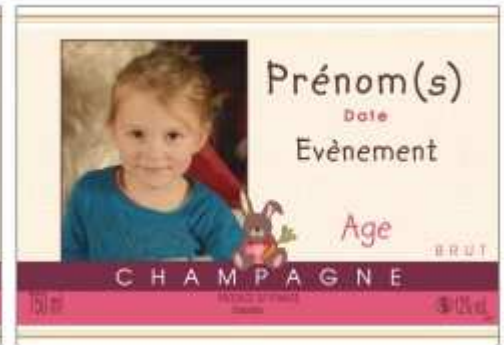 Prénom(s)
Date
Evènement
Age
BRUT
CHAMPAGNE
750 ml
12% vol.